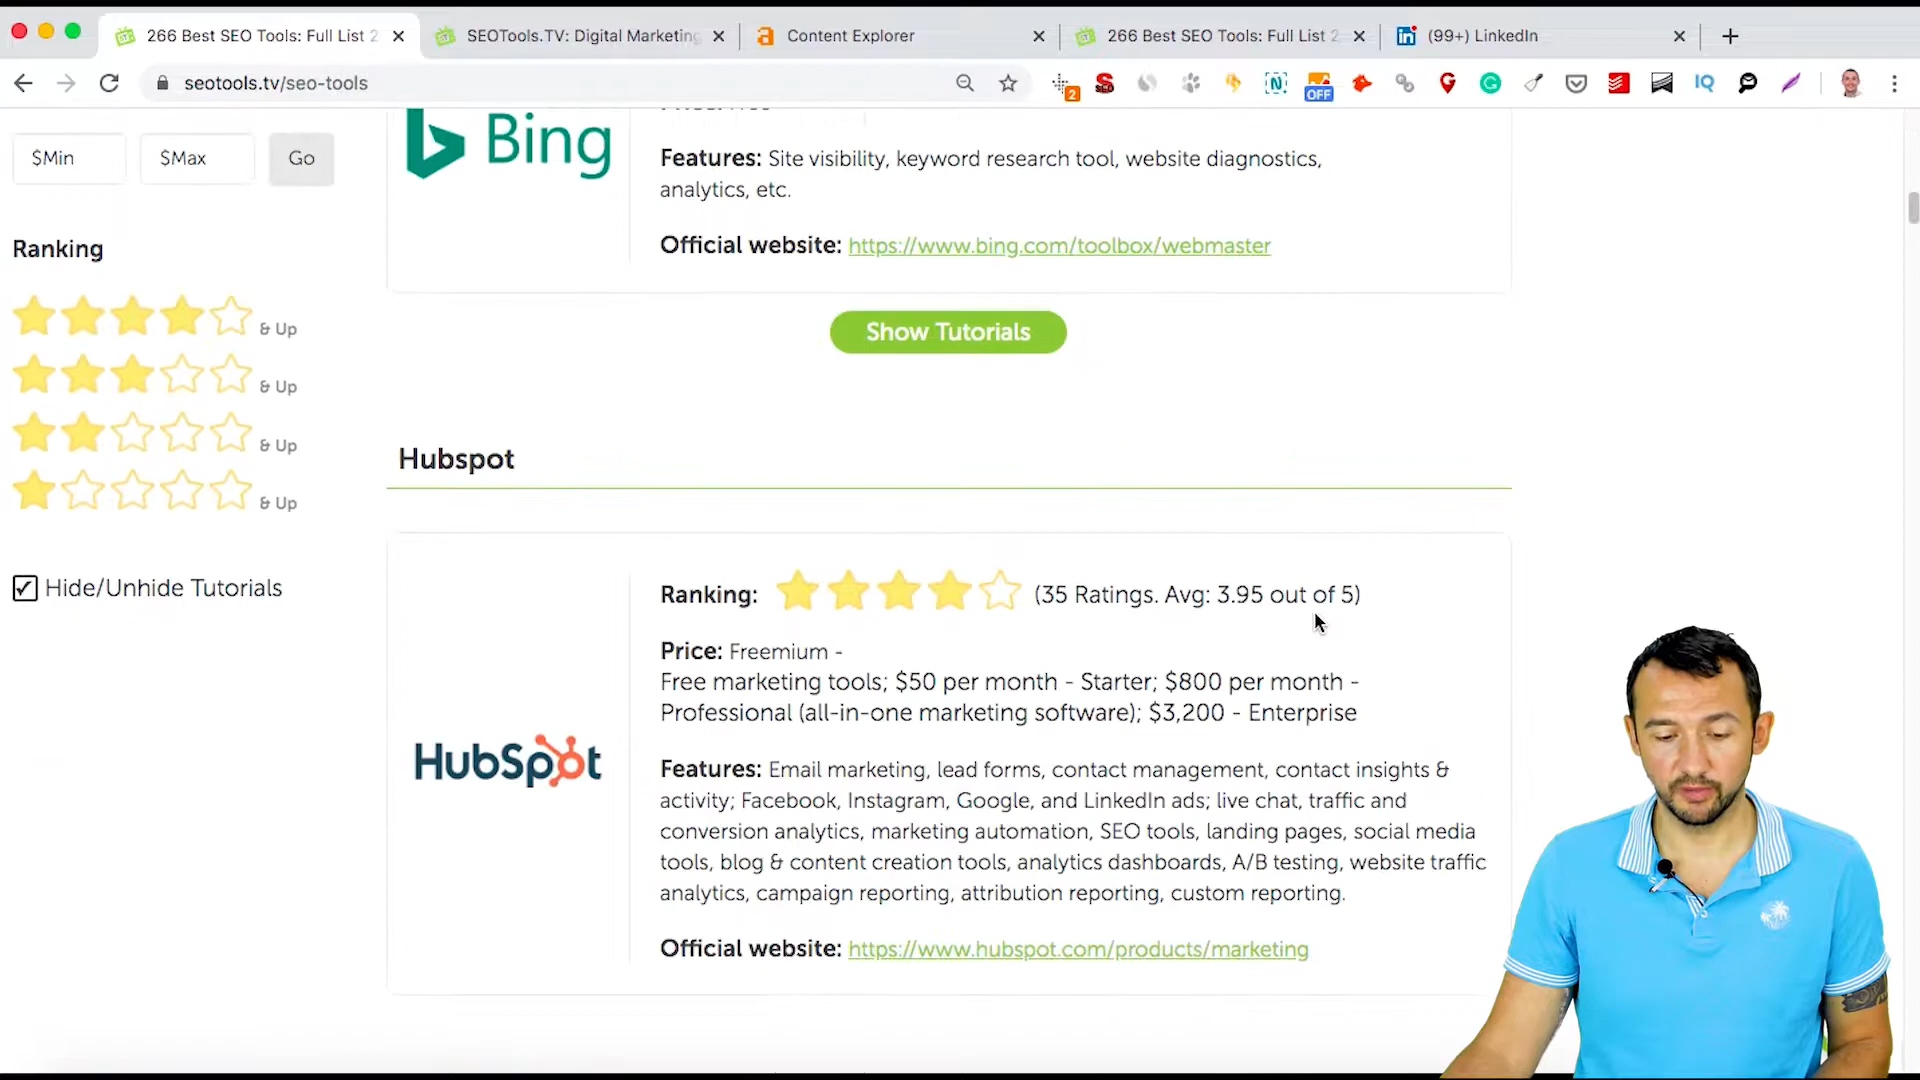 266 Best SEO Tools: Full List 2
SEOTools.TV: Digital Marketing
Content Explorer
266 Best SEO Tools: Full List 2
(99+) LinkedIn
seotools.tv/seo-tools
2
OFF
$Min
$Max
Go
Bing
Features: Site visibility, keyword research tool, website diagnostics,
analytics, etc.
Official website: https://www.bing.com/toolbox/webmaster
Ranking
& Up
& Up
& Up
& Up
Hide/Unhide Tutorials
Show Tutorials
Hubspot
HubSpot
Ranking: (35 Ratings. Avg: 3.95 out of 5)
Price: Freemium -
Free marketing tools; $50 per month - Starter; $800 per month -
Professional (all-in-one marketing software); $3,200 - Enterprise
Features: Email marketing, lead forms, contact management, contact insights &
activity; Facebook, Instagram, Google, and LinkedIn ads; live chat, traffic and
conversion analytics, marketing automation, SEO tools, landing pages, social media
tools, blog & content creation tools, analytics dashboards, A/B testing, website traffic
analytics, campaign reporting, attribution reporting, custom reporting.
Official website: https://www.hubspot.com/products/marketing